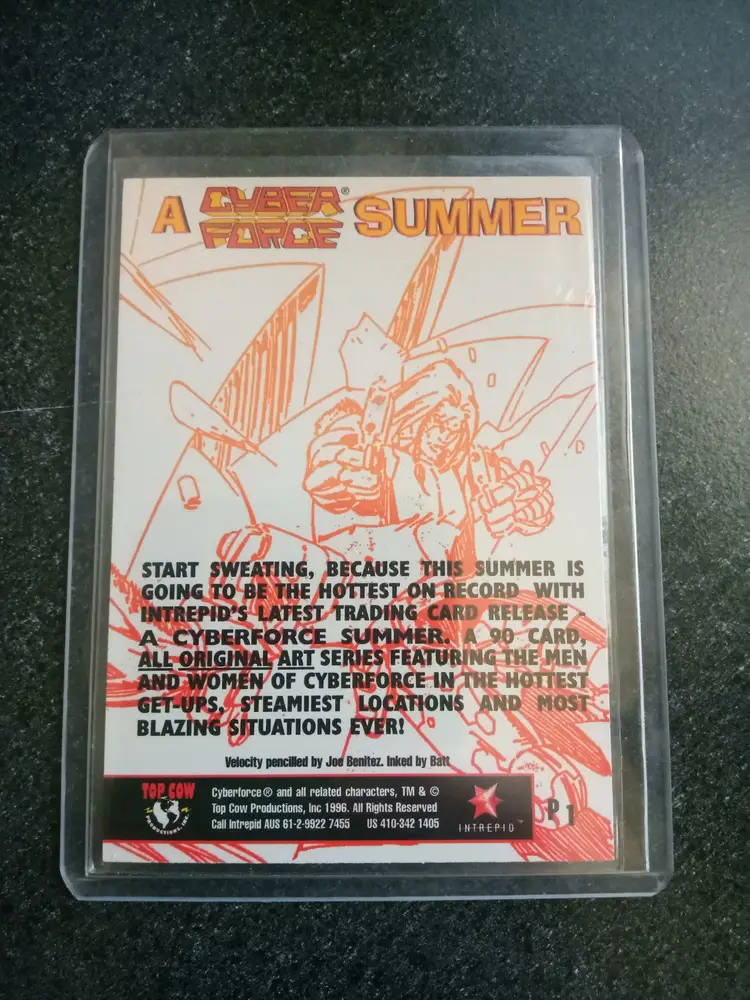 A CYBER FORCE® SUMMER
START SWEATING, BECAUSE THIS SUMMER IS
GOING TO BE THE HOTTEST ON RECORD WITH
INTREPID'S LATEST TRADING CARD RELEASE -
A CYBERFORCE SUMMER. A 90 CARD,
ALL ORIGINAL ART SERIES FEATURING THE MEN
AND WOMEN OF CYBERFORCE IN THE HOTTEST
GET-UPS, STEAMIEST LOCATIONS AND MOST
BLAZING SITUATIONS EVER!
Velocity pencilled by Joe Benitez. Inked by Batt
TOP COW
PRODUCTIONS, INC.
Cyberforce ® and all related characters, TM & ©
Top Cow Productions, Inc 1996. All Rights Reserved
Call Intrepid AUS 61-2-9922 7455 US 410-342 1405
INTREPID™
P1